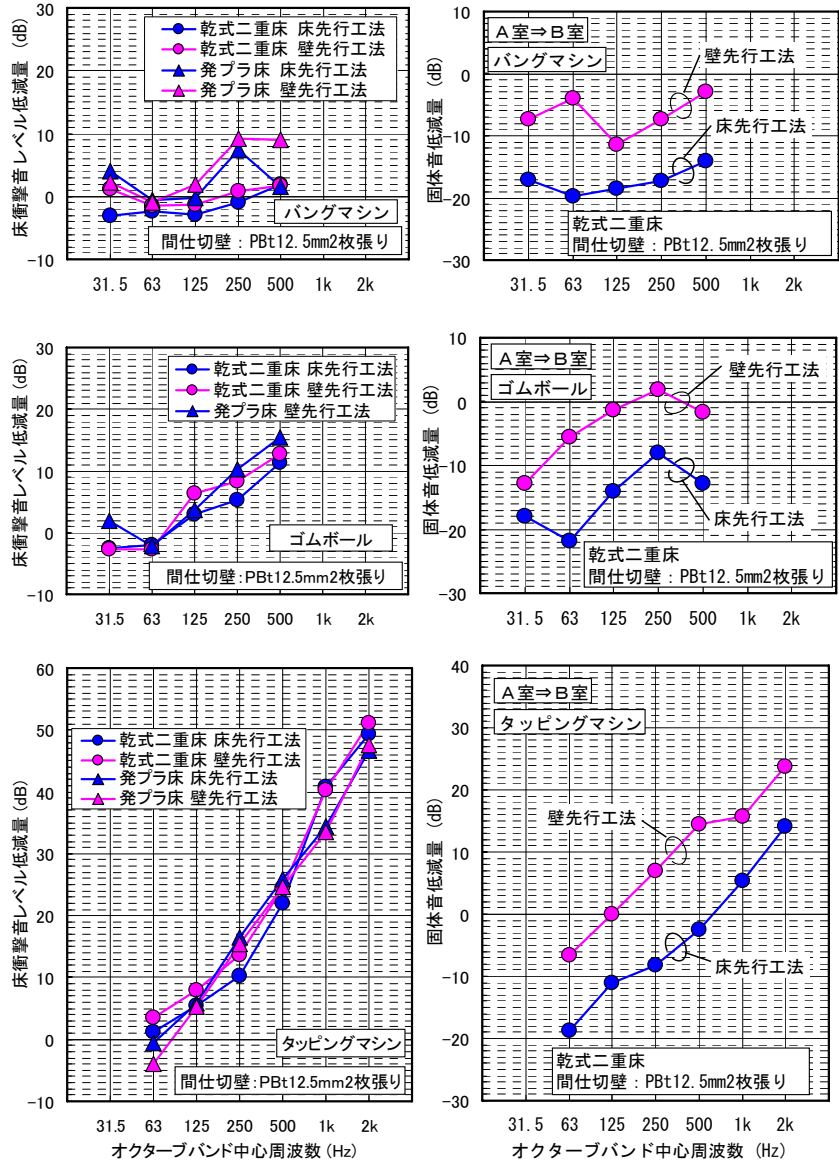 床衝撃音レベル低減量 (dB)
30
20
10
0
−10
乾式二重床 床先行工法
乾式二重床 壁先行工法
発プラ床 床先行工法
発プラ床 壁先行工法
バングマシン
間仕切壁：PBt12.5mm2枚張り
31.5 63 125 250 500 1k 2k
固体音低減量 (dB)
10
0
−10
−20
−30
A室⇒B室
バングマシン
壁先行工法
床先行工法
乾式二重床
間仕切壁：PBt12.5mm2枚張り
31.5 63 125 250 500 1k 2k
床衝撃音レベル低減量 (dB)
30
20
10
0
−10
乾式二重床 床先行工法
乾式二重床 壁先行工法
発プラ床 壁先行工法
ゴムボール
間仕切壁:PBt12.5mm2枚張り
31.5 63 125 250 500 1k 2k
固体音低減量 (dB)
10
0
−10
−20
−30
A室⇒B室
ゴムボール
壁先行工法
床先行工法
乾式二重床
間仕切壁：PBt12.5mm2枚張り
31.5 63 125 250 500 1k 2k
床衝撃音レベル低減量 (dB)
60
50
40
30
20
10
0
−10
乾式二重床 床先行工法
乾式二重床 壁先行工法
発プラ床 床先行工法
発プラ床 壁先行工法
タッピングマシン
間仕切壁:PBt12.5mm2枚張り
31.5 63 125 250 500 1k 2k
オクターブバンド中心周波数(Hz)
固体音低減量 (dB)
40
30
20
10
0
−10
−20
−30
A室⇒B室
タッピングマシン
壁先行工法
床先行工法
乾式二重床
間仕切壁：PBt12.5mm2枚張り
31.5 63 125 250 500 1k 2k
オクターブバンド中心周波数 (Hz)